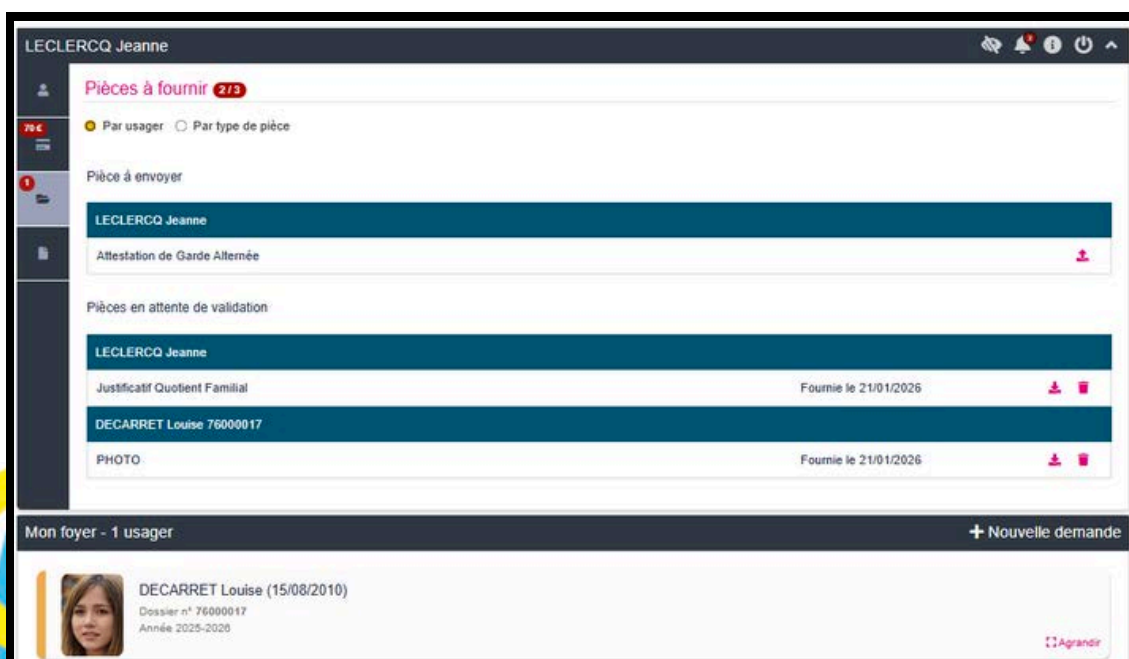 LECLERCQ Jeanne
Pièces à fournir 2/3
70 €
Par usager Par type de pièce
1
Pièce à envoyer
LECLERCQ Jeanne
Attestation de Garde Alternée
Pièces en attente de validation
LECLERCQ Jeanne
Justificatif Quotient Familial Fournie le 21/01/2026
DECARRET Louise 76000017
PHOTO Fournie le 21/01/2026
Mon foyer - 1 usager Nouvelle demande
DECARRET Louise (15/08/2010)
Dossier n° 76000017
Année 2025-2026
Agrandir